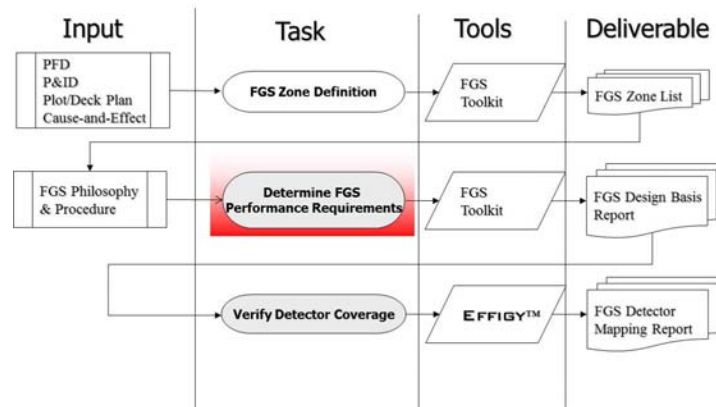 Input
Task
Tools
Deliverable
PFD
P&ID
Plot/Deck Plan
Cause-and-Effect
FGS Zone Definition
FGS
Toolkit
FGS Zone List
FGS Philosophy
& Procedure
Determine FGS
Performance Requirements
FGS
Toolkit
FGS Design Basis
Report
Verify Detector Coverage
EFFIGY™
FGS Detector
Mapping Report